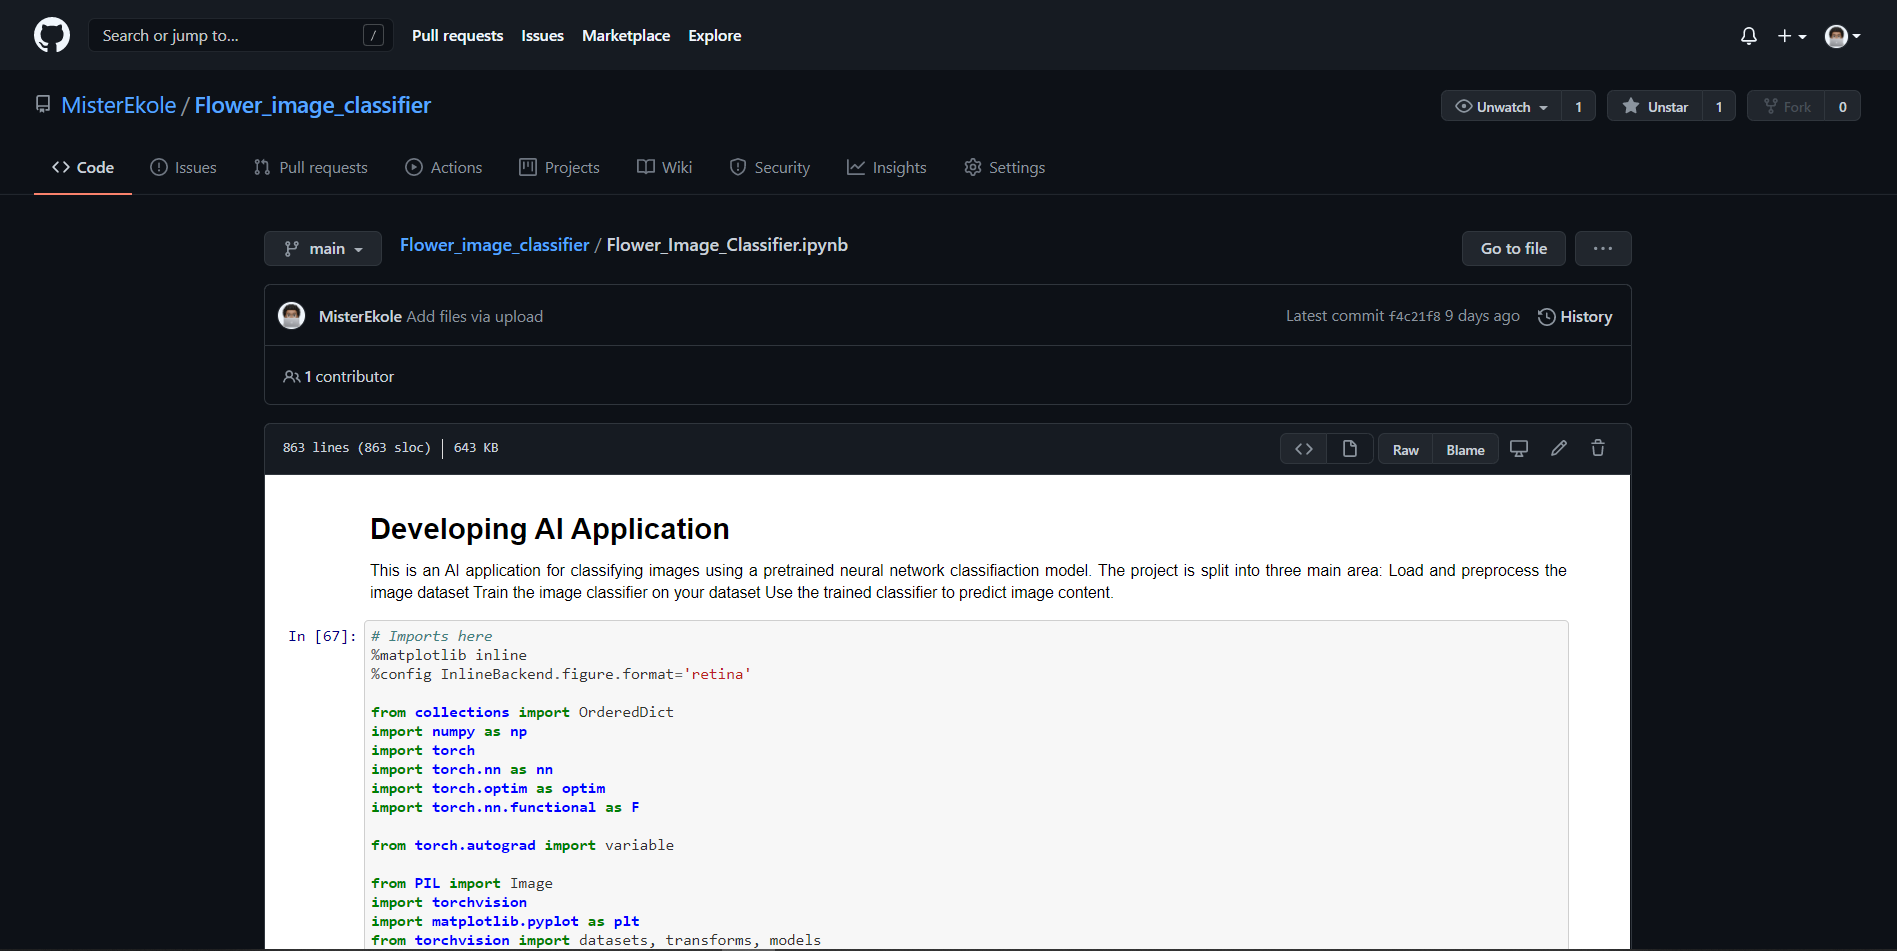 Search or jump to... /
Pull requests Issues Marketplace Explore
MisterEkole / Flower_image_classifier
Unwatch 1 Unstar 1 Fork 0
Code Issues Pull requests Actions Projects Wiki Security Insights Settings
main Flower_image_classifier / Flower_Image_Classifier.ipynb Go to file ...
MisterEkole Add files via upload Latest commit f4c21f8 9 days ago History
1 contributor
863 lines (863 sloc) 643 KB <> Raw Blame
Developing AI Application
This is an AI application for classifying images using a pretrained neural network classifiaction model. The project is split into three main area: Load and preprocess the
image dataset Train the image classifier on your dataset Use the trained classifier to predict image content.
In [67]: # Imports here
%matplotlib inline
%config InlineBackend.figure.format='retina'
from collections import OrderedDict
import numpy as np
import torch
import torch.nn as nn
import torch.optim as optim
import torch.nn.functional as F
from torch.autograd import variable
from PIL import Image
import torchvision
import matplotlib.pyplot as plt
from torchvision import datasets, transforms, models